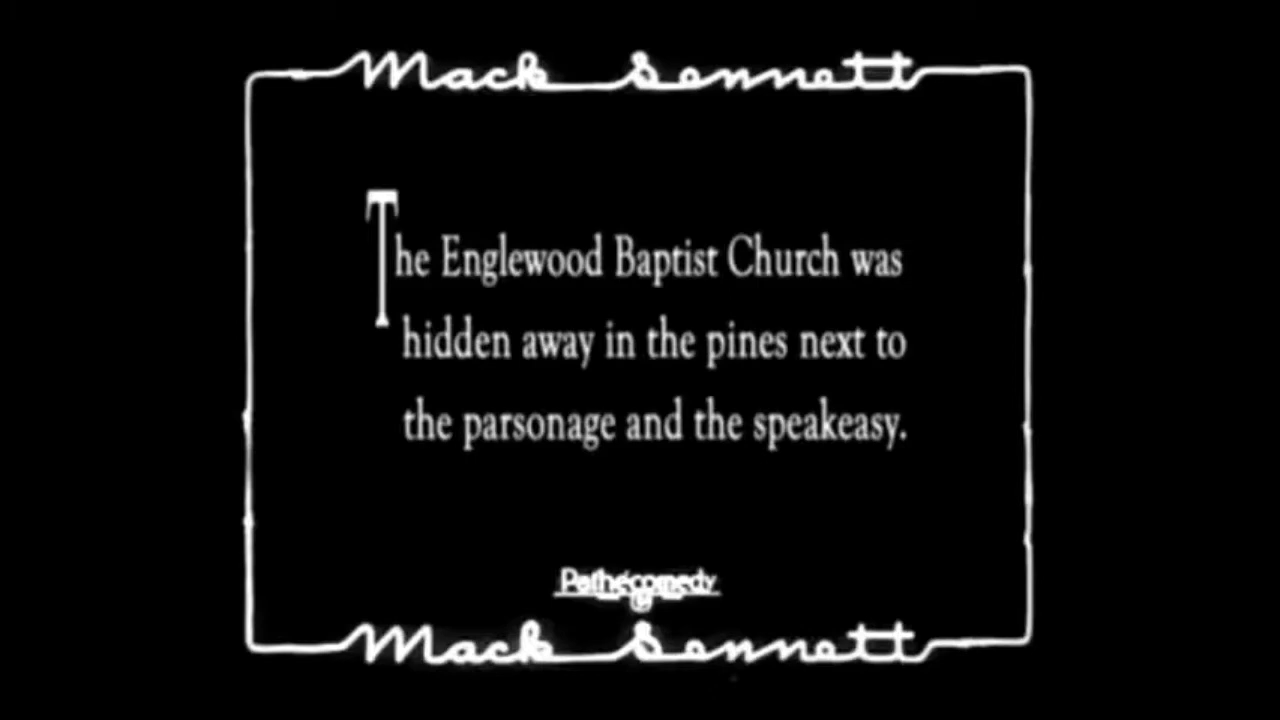 Mack Sennett
The Englewood Baptist Church was
hidden away in the pines next to
the parsonage and the speakeasy.
Pathécomedy
Mack Sennett